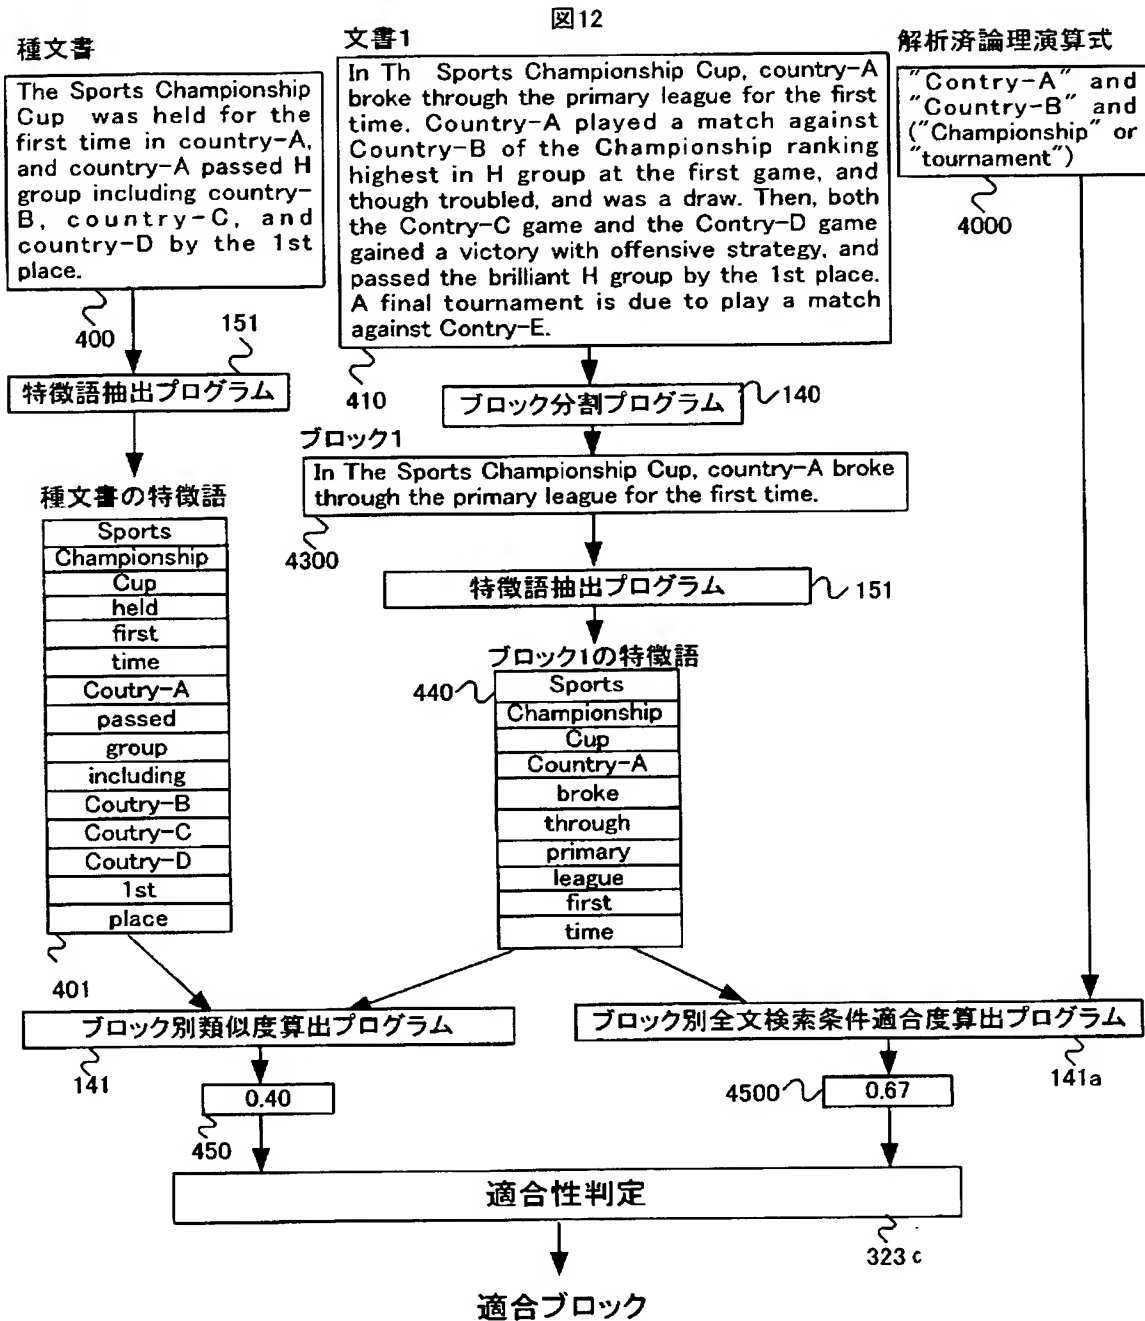 図12
種文書
The Sports Championship
Cup was held for the
first time in country-A,
and country-A passed H
group including country-
B, country-C, and
country-D by the 1st
place.
400
151
特徴語抽出プログラム
種文書の特徴語
Sports
Championship
Cup
held
first
time
Coutry-A
passed
group
including
Coutry-B
Coutry-C
Coutry-D
1st
place
401
文書1
In Th Sports Championship Cup, country-A
broke through the primary league for the first
time. Country-A played a match against
Country-B of the Championship ranking
highest in H group at the first game, and
though troubled, and was a draw. Then, both
the Contry-C game and the Contry-D game
gained a victory with offensive strategy, and
passed the brilliant H group by the 1st place.
A final tournament is due to play a match
against Contry-E.
410
ブロック分割プログラム
140
ブロック1
In The Sports Championship Cup, country-A broke
through the primary league for the first time.
4300
特徴語抽出プログラム
151
ブロック1の特徴語
440
Sports
Championship
Cup
Country-A
broke
through
primary
league
first
time
解析済論理演算式
"Contry-A" and
"Country-B" and
("Championship" or
"tournament")
4000
ブロック別類似度算出プログラム
141
0.40
450
ブロック別全文検索条件適合度算出プログラム
141a
4500
0.67
適合性判定
323c
適合ブロック